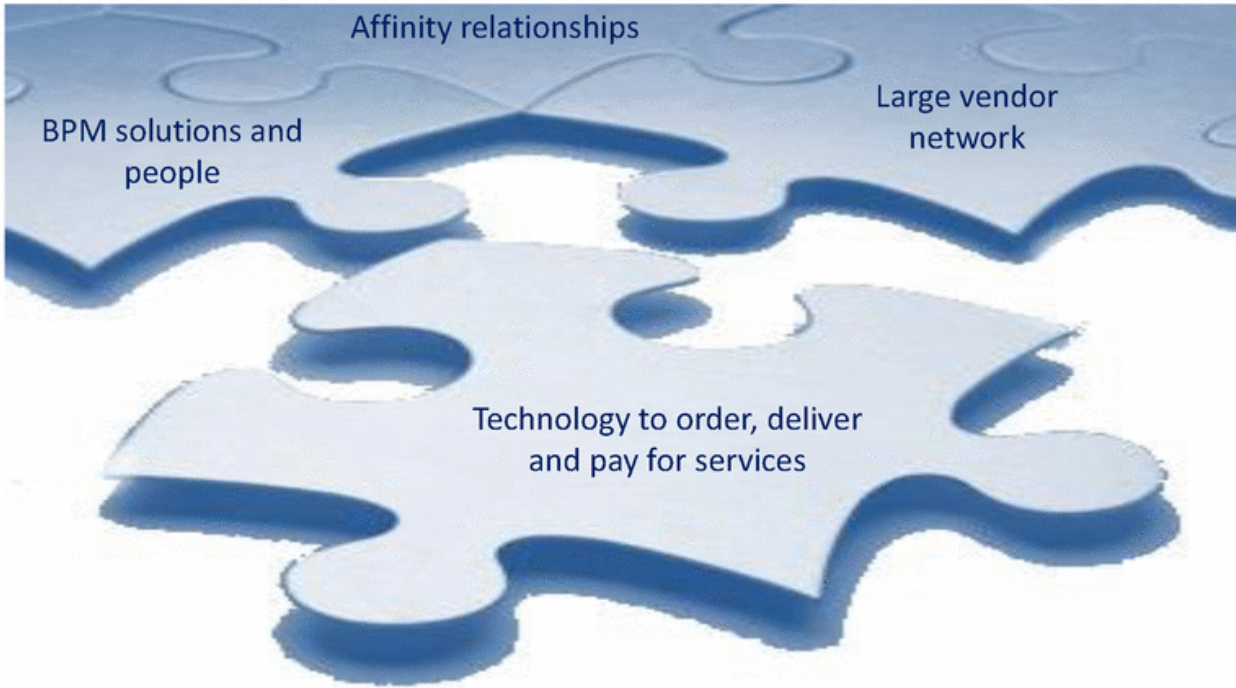 Affinity relationships
BPM solutions and
people
Large vendor
network
Technology to order, deliver
and pay for services